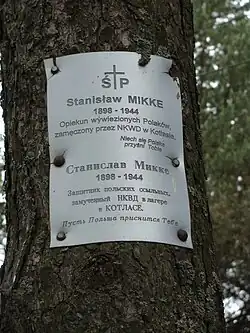 Ś † P
Stanisław MIKKE
1898 - 1944
Opiekun wywiezionych Polaków,
zamęczony przez NKWD w Kotłasie.
Niech się Polska
przyśni Tobie
Станислав Микке
1898 - 1944
Защитник польских ссыльных,
замученный НКВД в лагере
в КОТЛАСЕ.
Пусть Польша приснится Тебе